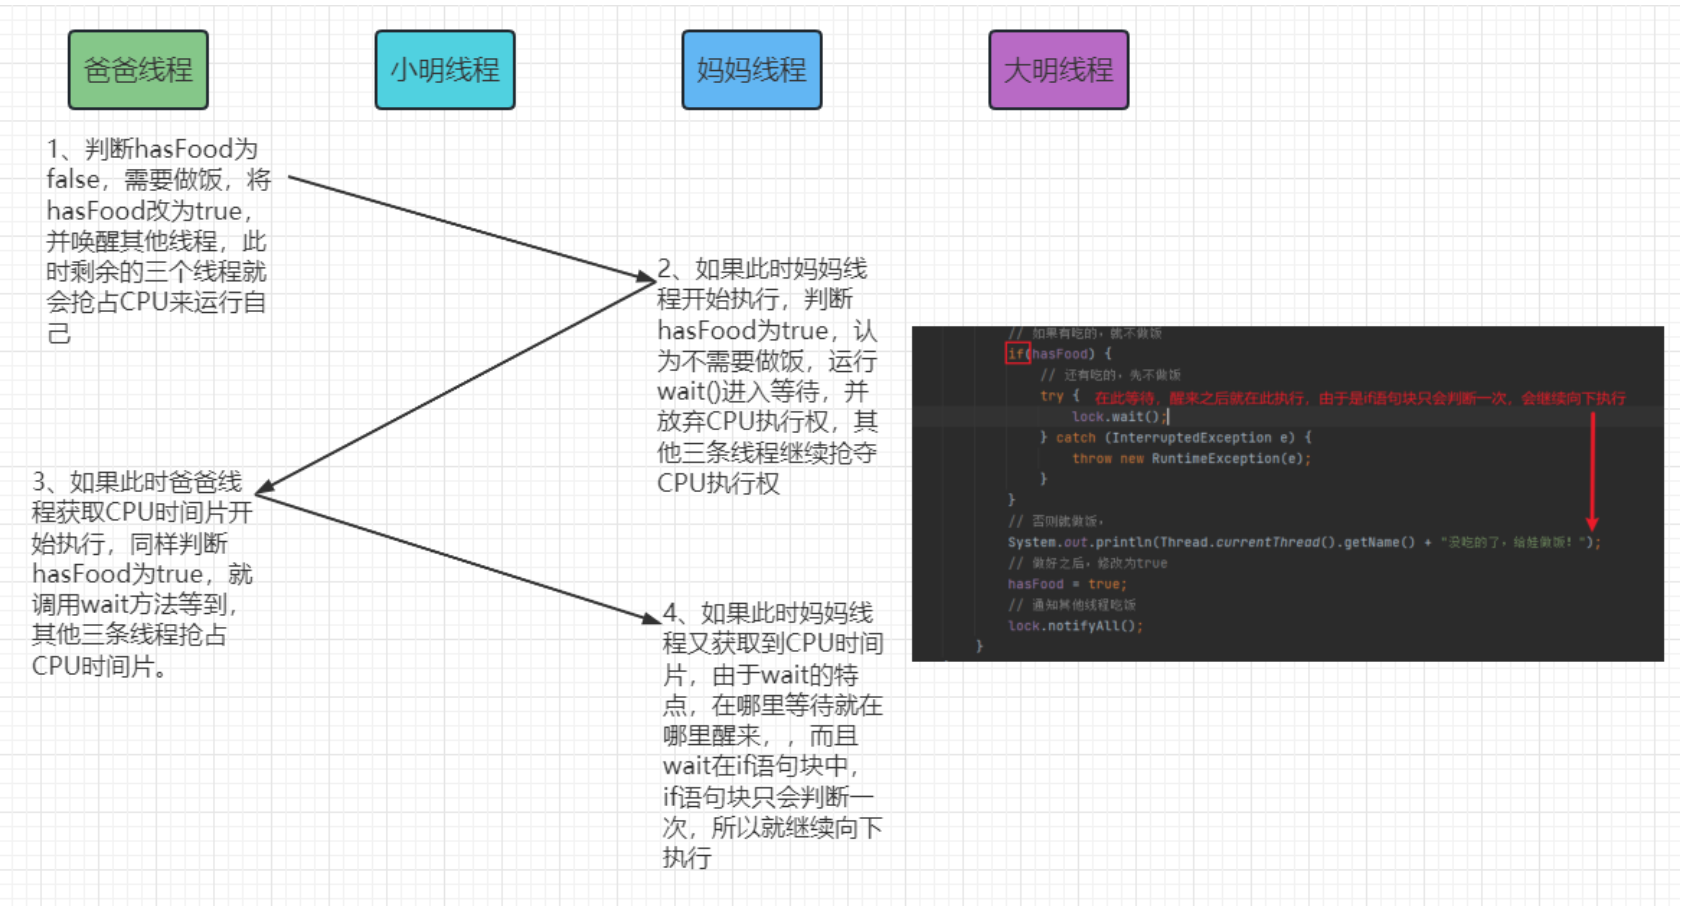 爸爸线程
小明线程
妈妈线程
大明线程
1、判断hasFood为
false，需要做饭，将
hasFood改为true，
并唤醒其他线程，此
时剩余的三个线程就
会抢占CPU来运行自
己
2、如果此时妈妈线
程开始执行，判断
hasFood为true，认
为不需要做饭，运行
wait()进入等待，并
放弃CPU执行权，其
他三条线程继续抢夺
CPU执行权
3、如果此时爸爸线
程获取CPU时间片开
始执行，同样判断
hasFood为true，就
调用wait方法等到，
其他三条线程抢占
CPU时间片。
4、如果此时妈妈线
程又获取到CPU时间
片，由于wait的特
点，在哪里等待就在
哪里醒来，，而且
wait在if语句块中，
if语句块只会判断一
次，所以就继续向下
执行
// 如果有吃的，就不做饭
if(hasFood) {
// 还有吃的，先不做饭
try { 在此等待，醒来之后就在此执行，由于是if语句块只会判断一次，会继续向下执行
lock.wait();
} catch (InterruptedException e) {
throw new RuntimeException(e);
}
}
// 否则就做饭，
System.out.println(Thread.currentThread().getName() + "没吃的了，给娃做饭！");
// 做好之后，修改为true
hasFood = true;
// 通知其他线程吃饭
lock.notifyAll();
}